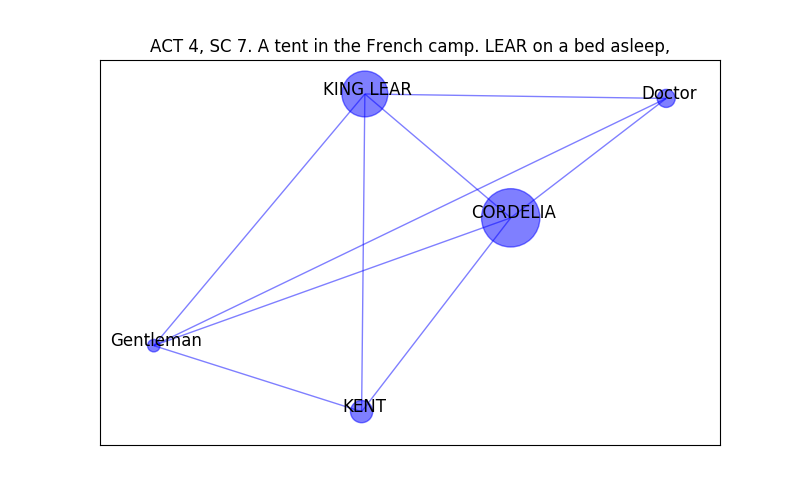 ACT 4, SC 7. A tent in the French camp. LEAR on a bed asleep,
KING LEAR
Doctor
CORDELIA
Gentleman
KENT